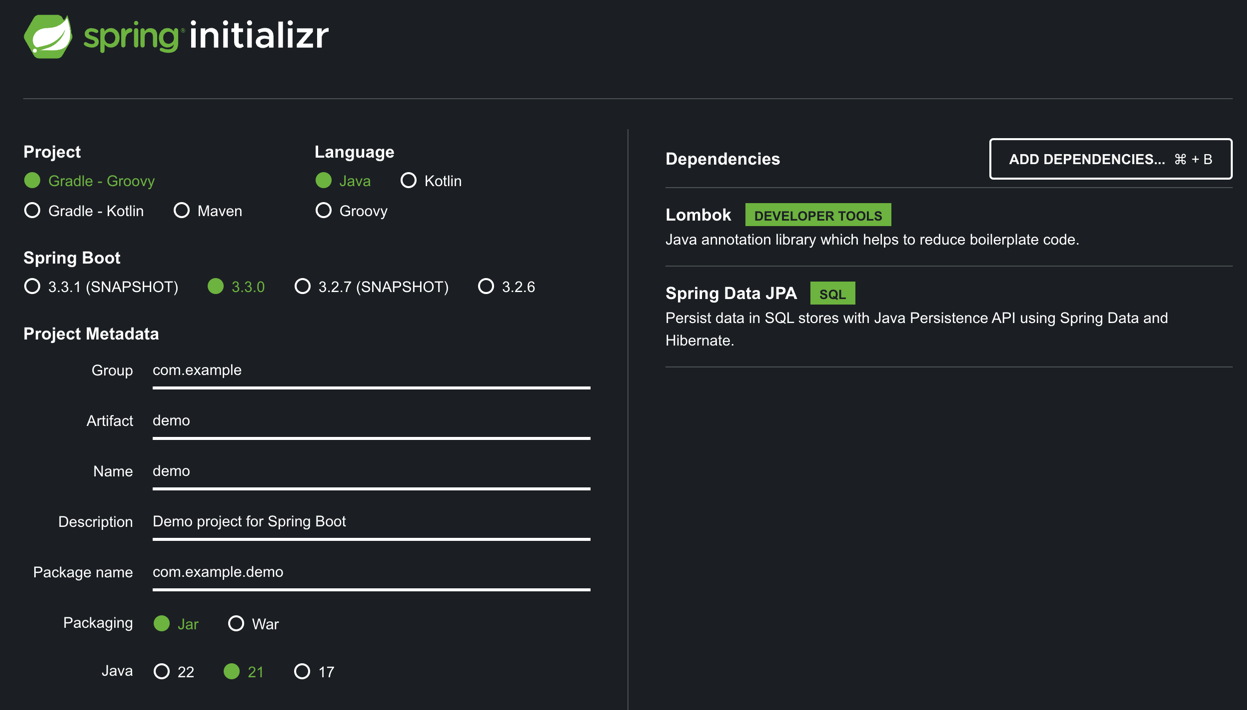 spring initializr
Project
Gradle - Groovy
Gradle - Kotlin Maven
Language
Java Kotlin
Groovy
Spring Boot
3.3.1 (SNAPSHOT) 3.3.0 3.2.7 (SNAPSHOT) 3.2.6
Project Metadata
Group com.example
Artifact demo
Name demo
Description Demo project for Spring Boot
Package name com.example.demo
Packaging Jar War
Java 22 21 17
Dependencies ADD DEPENDENCIES... ⌘ + B
Lombok DEVELOPER TOOLS
Java annotation library which helps to reduce boilerplate code.
Spring Data JPA SQL
Persist data in SQL stores with Java Persistence API using Spring Data and
Hibernate.